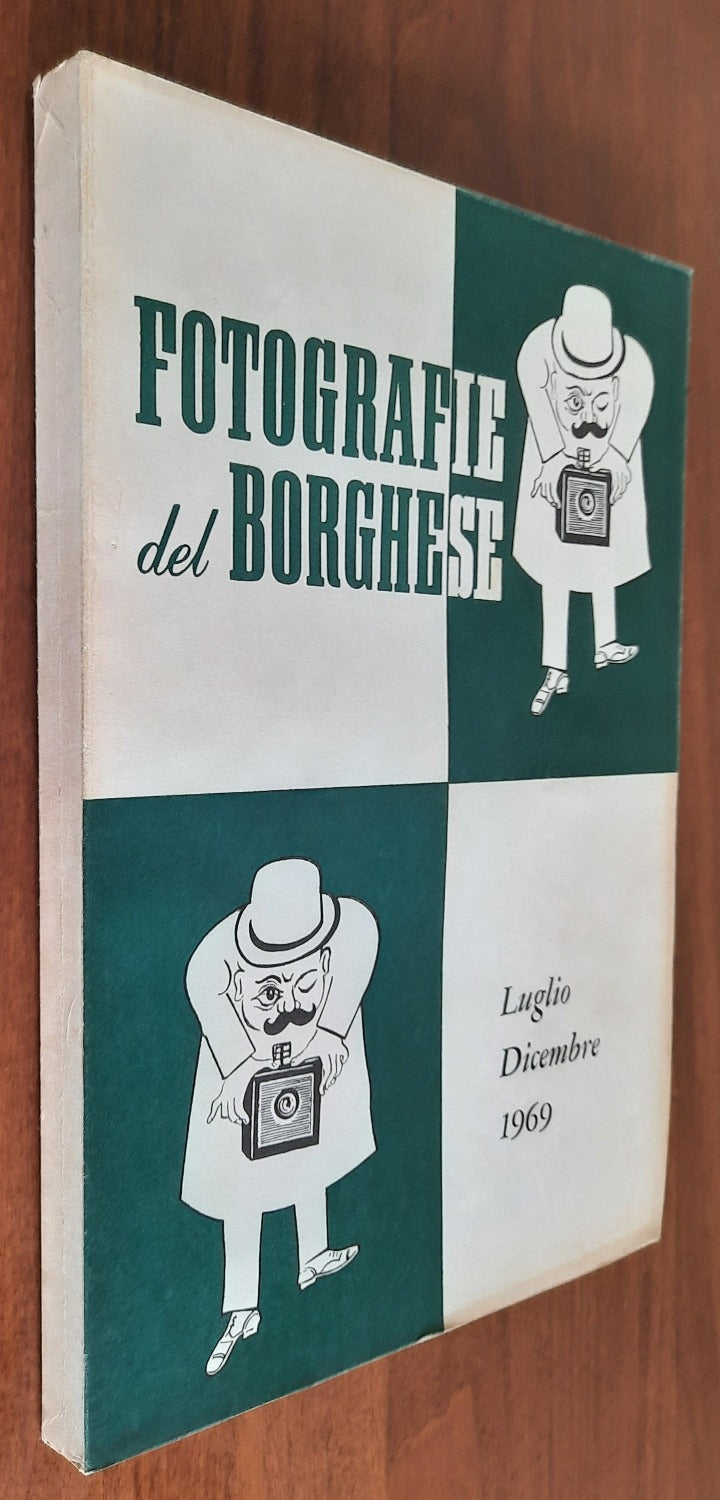 FOTOGRAFIE
del BORGHESE
Luglio
Dicembre
1969